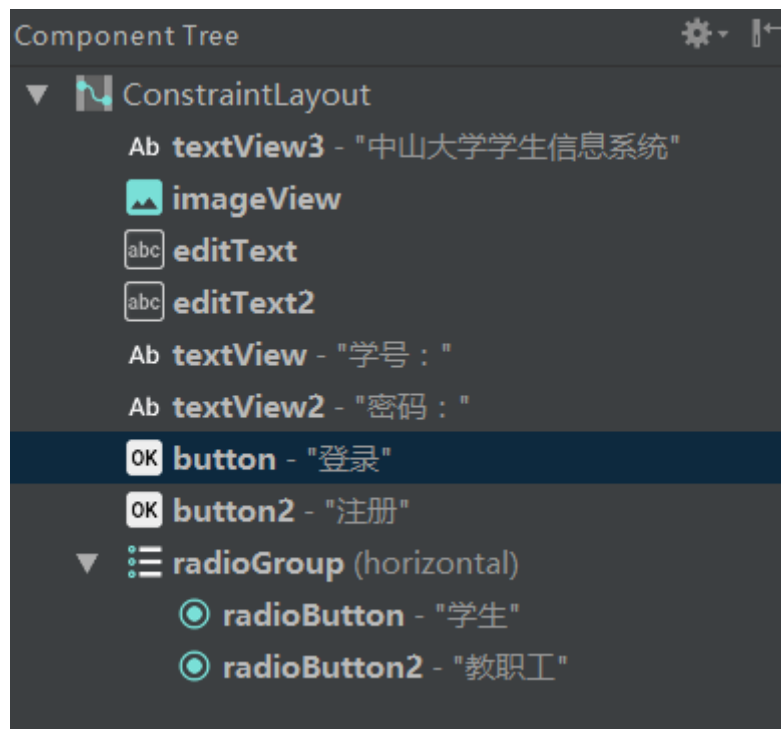 Component Tree
ConstraintLayout
Ab textView3 - "中山大学学生信息系统"
imageView
abc editText
abc editText2
Ab textView - "学号："
Ab textView2 - "密码："
OK button - "登录"
OK button2 - "注册"
radioGroup (horizontal)
radioButton - "学生"
radioButton2 - "教职工"